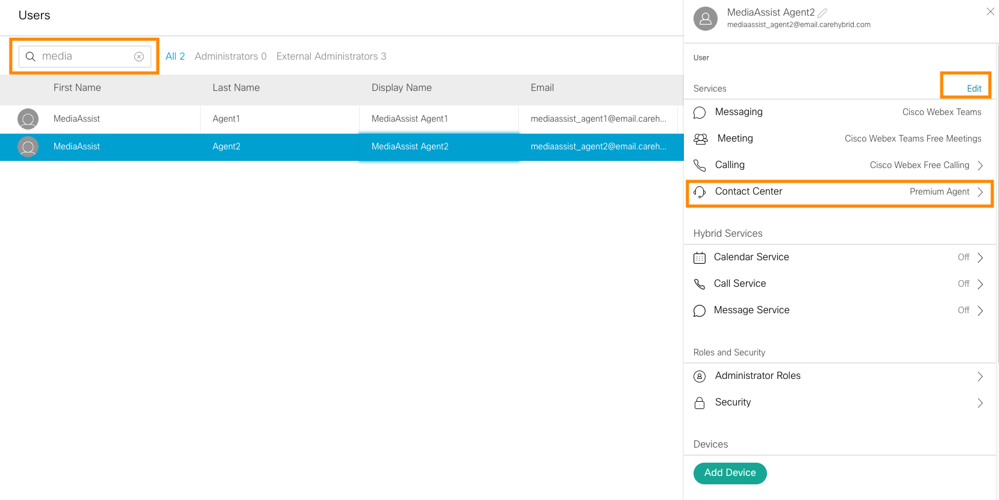 Users
media
All 2 Administrators 0 External Administrators 3
First Name Last Name Display Name Email
MediaAssist Agent1 MediaAssist Agent1 mediaassist_agent1@email.careh...
MediaAssist Agent2 MediaAssist Agent2 mediaassist_agent2@email.careh...
MediaAssist Agent2
mediaassist_agent2@email.carehybrid.com
User
Services Edit
Messaging Cisco Webex Teams
Meeting Cisco Webex Teams Free Meetings
Calling Cisco Webex Free Calling
Contact Center Premium Agent
Hybrid Services
Calendar Service Off
Call Service Off
Message Service Off
Roles and Security
Administrator Roles
Security
Devices
Add Device